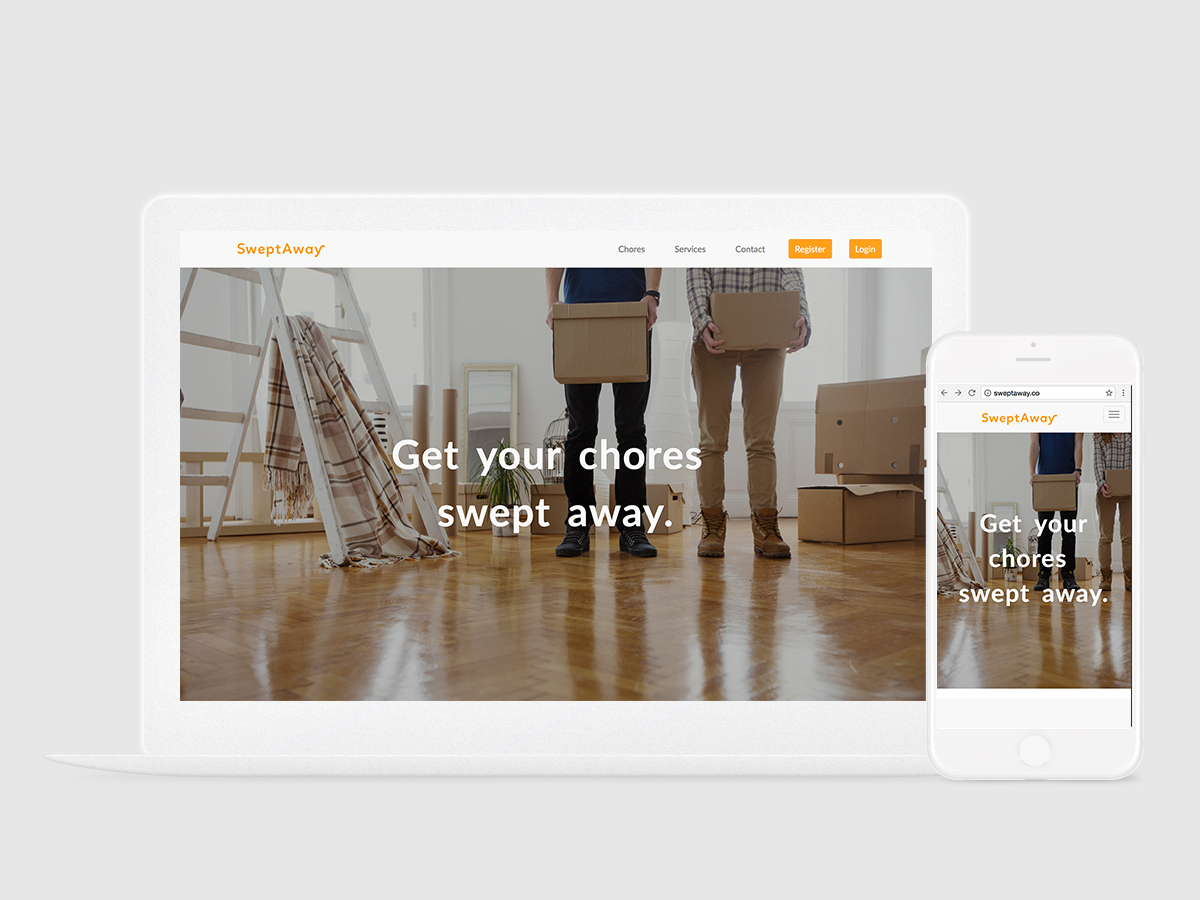 SweptAway
Chores Services Contact Register Login
Get your chores
swept away.
sweptaway.co
SweptAway
Get your
chores
swept away.